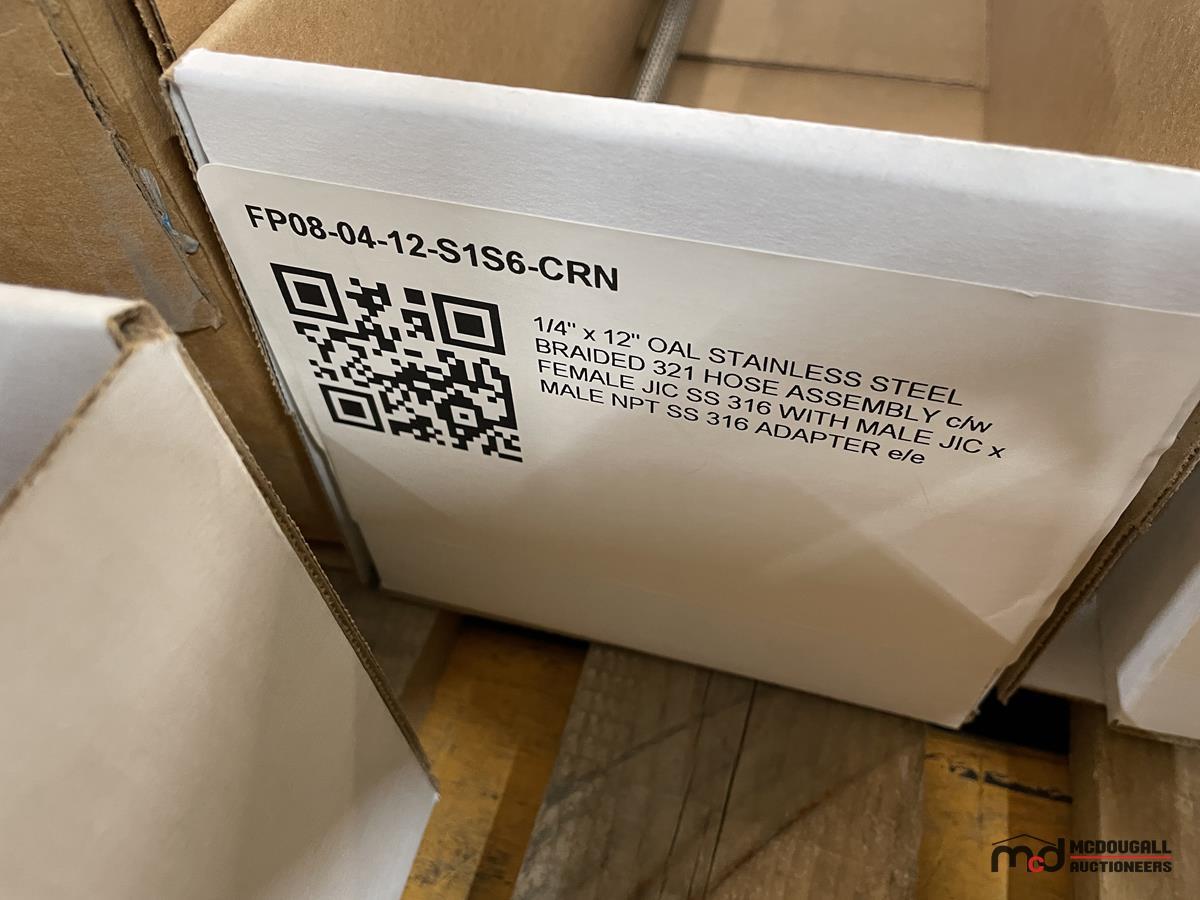 FP08-04-12-S1S6-CRN
1/4" x 12" OAL STAINLESS STEEL
BRAIDED 321 HOSE ASSEMBLY c/w
FEMALE JIC SS 316 WITH MALE JIC x
MALE NPT SS 316 ADAPTER e/e
mcd MCDOUGALL
AUCTIONEERS